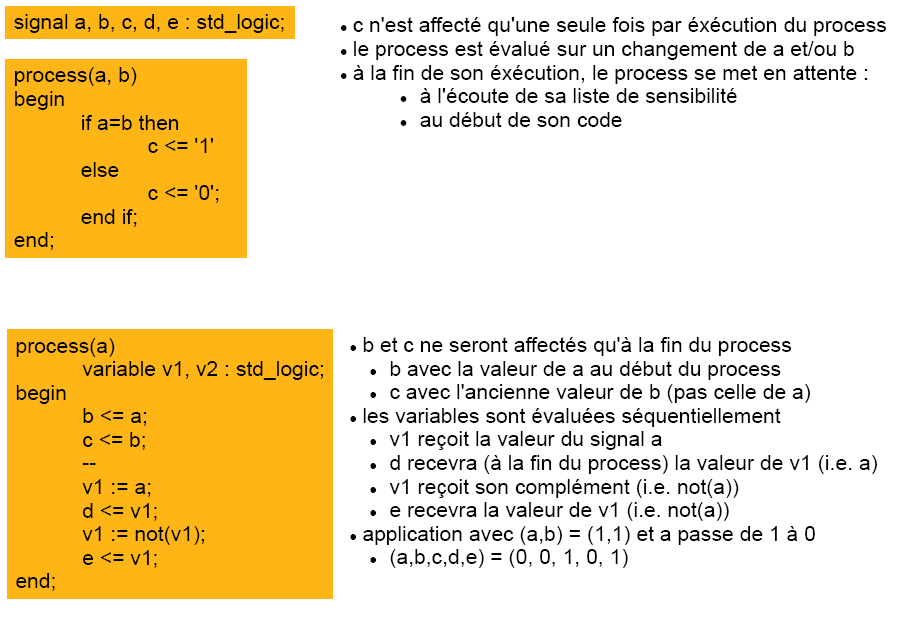 signal a, b, c, d, e : std_logic;
process(a, b)
begin
if a=b then
c <= '1'
else
c <= '0';
end if;
end;
• c n'est affecté qu'une seule fois par éxécution du process
• le process est évalué sur un changement de a et/ou b
• à la fin de son éxécution, le process se met en attente :
• à l'écoute de sa liste de sensibilité
• au début de son code
process(a)
variable v1, v2 : std_logic;
begin
b <= a;
c <= b;
--
v1 := a;
d <= v1;
v1 := not(v1);
e <= v1;
end;
• b et c ne seront affectés qu'à la fin du process
• b avec la valeur de a au début du process
• c avec l'ancienne valeur de b (pas celle de a)
• les variables sont évaluées séquentiellement
• v1 reçoit la valeur du signal a
• d recevra (à la fin du process) la valeur de v1 (i.e. a)
• v1 reçoit son complément (i.e. not(a))
• e recevra la valeur de v1 (i.e. not(a))
• application avec (a,b) = (1,1) et a passe de 1 à 0
• (a,b,c,d,e) = (0, 0, 1, 0, 1)